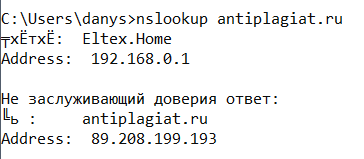 C:\Users\danys>nslookup antiplagiat.ru
╤хЁтхЁ:  Eltex.Home
Address:  192.168.0.1
Не заслуживающий доверия ответ:
╚ь :     antiplagiat.ru
Address:  89.208.199.193